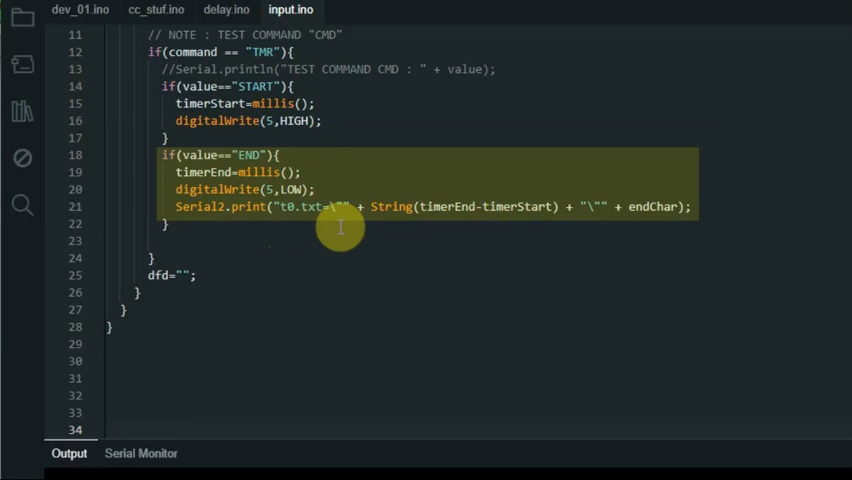 dev_01.ino cc_stuf.ino delay.ino input.ino
11 // NOTE : TEST COMMAND "CMD"
12 if(command == "TMR"){
13 //Serial.println("TEST COMMAND CMD : " + value);
14 if(value=="START"){
15 timerStart=millis();
16 digitalWrite(5,HIGH);
17 }
18 if(value=="END"){
19 timerEnd=millis();
20 digitalWrite(5,LOW);
21 Serial2.print("t0.txt=\"" + String(timerEnd-timerStart) + "\"" + endChar);
22 }
23
24 }
25 dfd="";
26 }
27 }
28 }
29
30
31
32
33
34
Output Serial Monitor